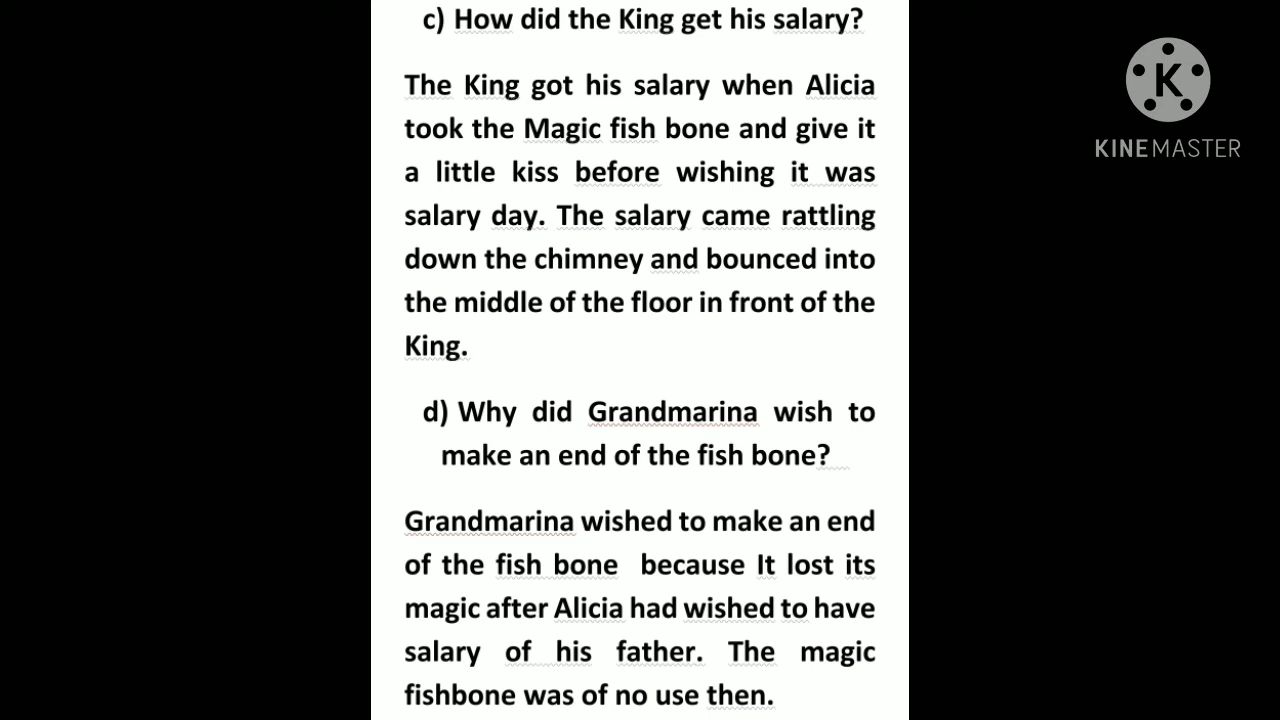 c) How did the King get his salary?
The King got his salary when Alicia
took the Magic fish bone and give it
a little kiss before wishing it was
salary day. The salary came rattling
down the chimney and bounced into
the middle of the floor in front of the
King.
d) Why did Grandmarina wish to
make an end of the fish bone?
Grandmarina wished to make an end
of the fish bone because It lost its
magic after Alicia had wished to have
salary of his father. The magic
fishbone was of no use then.
K
KINEMASTER